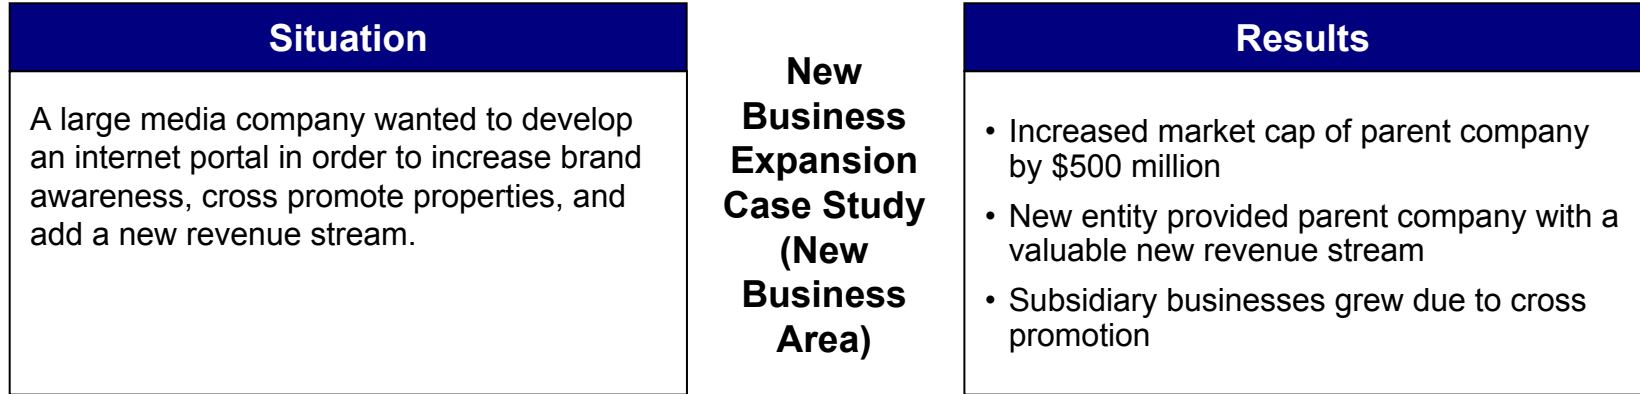 Situation
A large media company wanted to develop
an internet portal in order to increase brand
awareness, cross promote properties, and
add a new revenue stream.
New
Business
Expansion
Case Study
(New
Business
Area)
Results
• Increased market cap of parent company
by $500 million
• New entity provided parent company with a
valuable new revenue stream
• Subsidiary businesses grew due to cross
promotion